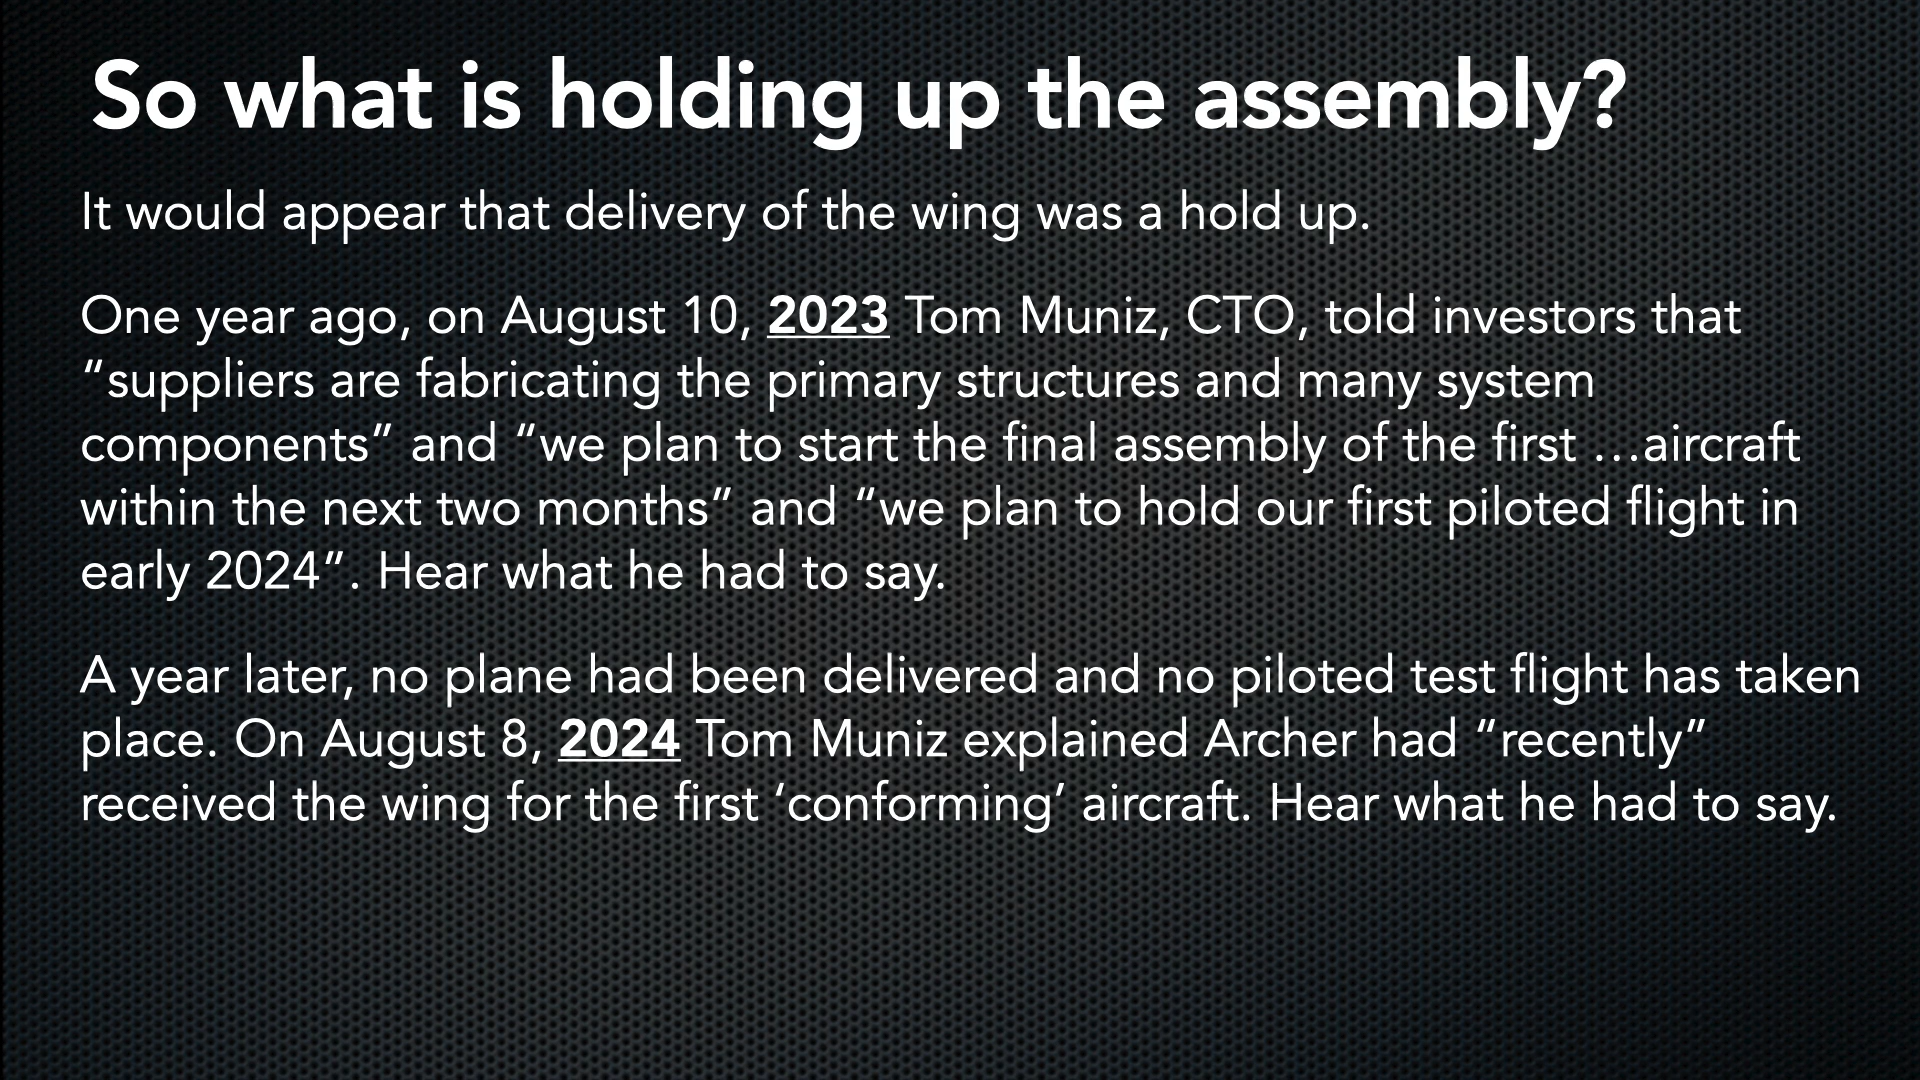 So what is holding up the assembly?
It would appear that delivery of the wing was a hold up.
One year ago, on August 10, 2023 Tom Muniz, CTO, told investors that
“suppliers are fabricating the primary structures and many system
components” and “we plan to start the final assembly of the first …aircraft
within the next two months” and “we plan to hold our first piloted flight in
early 2024”. Hear what he had to say.
A year later, no plane had been delivered and no piloted test flight has taken
place. On August 8, 2024 Tom Muniz explained Archer had “recently”
received the wing for the first ‘conforming’ aircraft. Hear what he had to say.